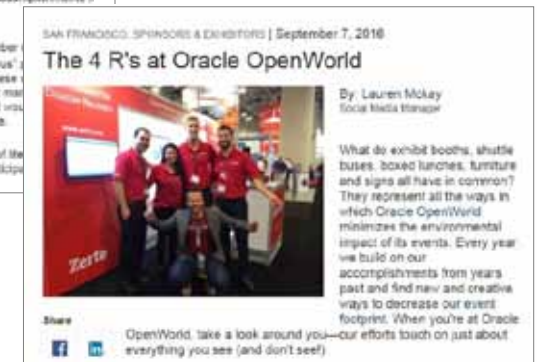 SAN FRANCISCO, SPONSORS & EXHIBITORS | September 7, 2016
The 4 R's at Oracle OpenWorld
By: Lauren Mckay
Social Media Manager
What do exhibit booths, shuttle
buses, boxed lunches, furniture
and signs all have in common?
They represent all the ways in
which Oracle OpenWorld
minimizes the environmental
impact of its events. Every year
we build on our
accomplishments from years
past and find new and creative
ways to decrease our event
footprint. When you're at Oracle
Zerto
Share
OpenWorld, take a look around you—our efforts touch on just about
everything you see (and don't see!)